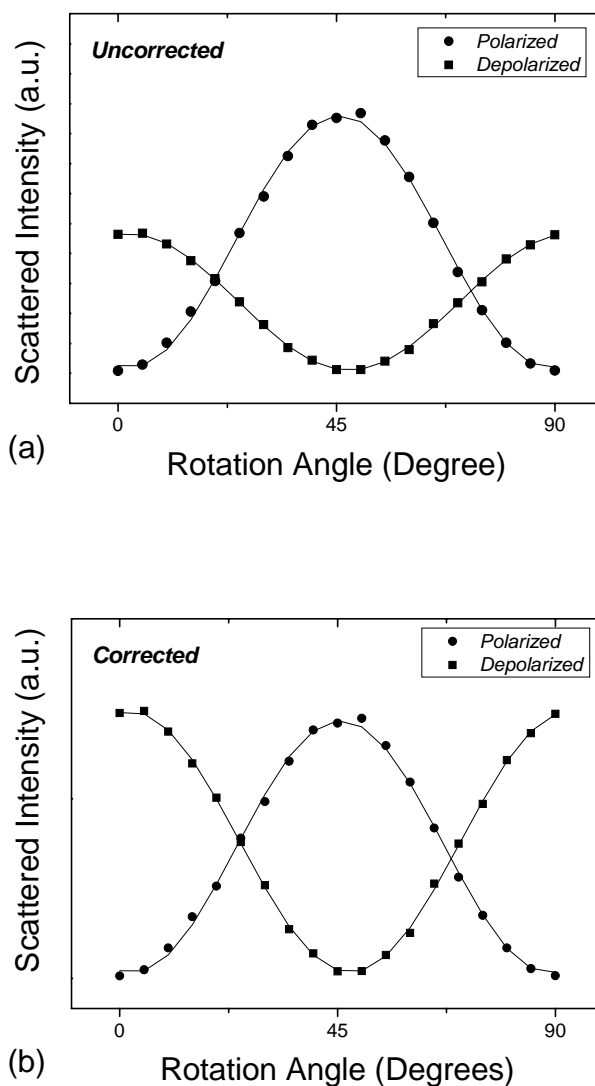 Uncorrected
Polarized
Depolarized
Scattered Intensity (a.u.)
0
45
90
(a)
Rotation Angle (Degree)
Corrected
Polarized
Depolarized
Scattered Intensity (a.u.)
0
45
90
(b)
Rotation Angle (Degrees)